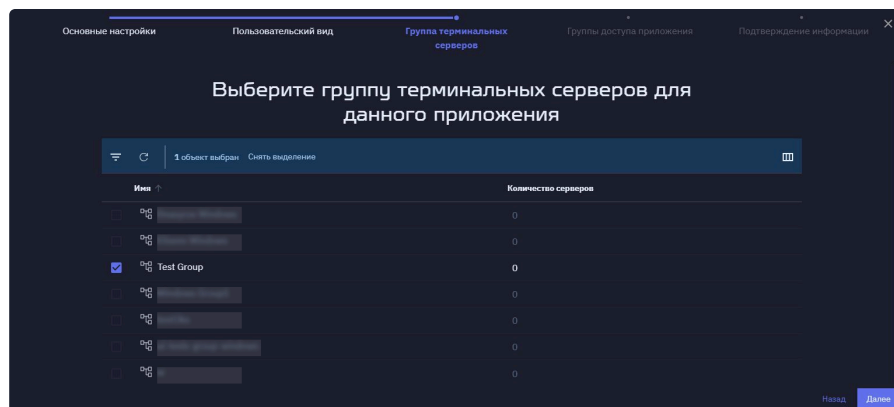 Основные настройки Пользовательский вид Группа терминальных Группы доступа приложения Подтверждение информации
серверов
Выберите группу терминальных серверов для
данного приложения
1 объект выбран Снять выделение
Имя Количество серверов
0
0
Test Group 0
0
0
0
0
Назад Далее